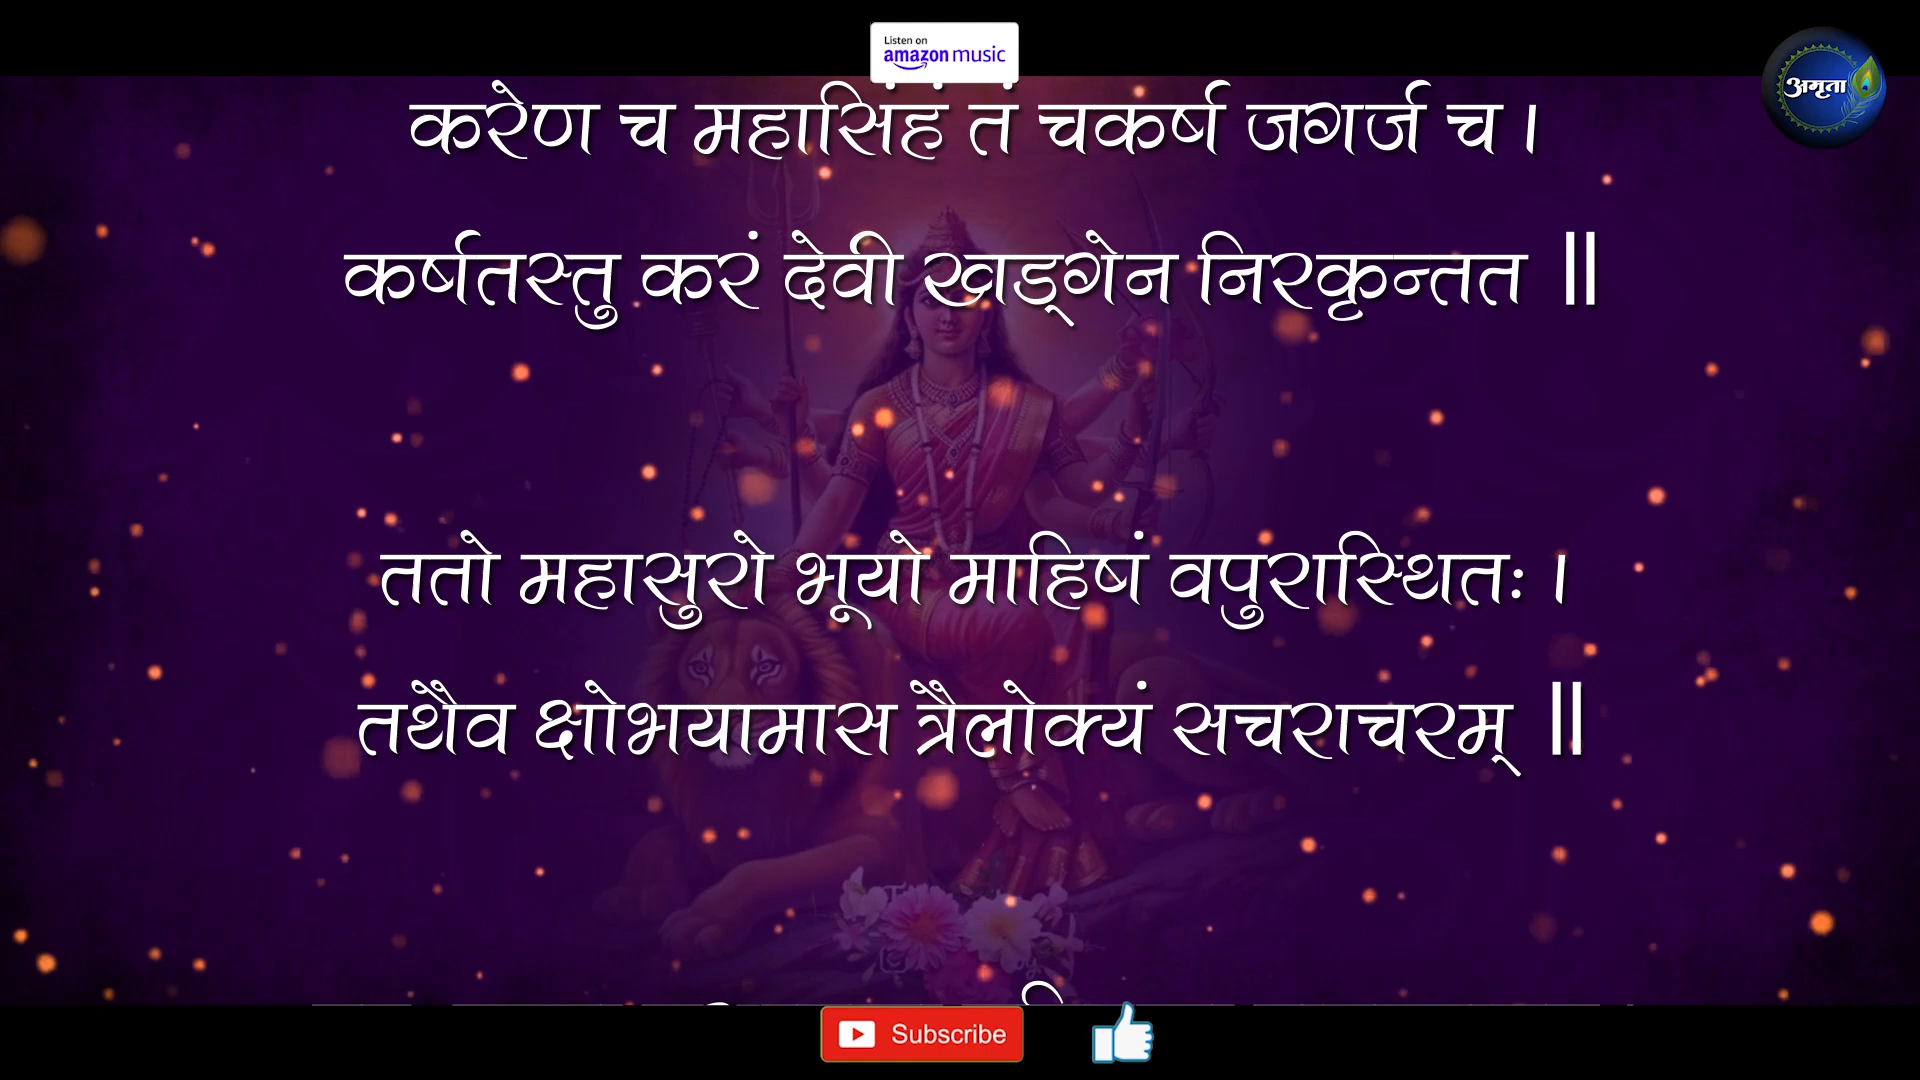 Listen on
amazon music
अमृता
करेण च महासिंहं तं चकर्ष जगर्ज च ।
कर्षतस्तु करं देवी खड्गेन निरकृन्तत ॥
ततो महासुरो भूयो माहिषं वपुरास्थितः ।
तथैव क्षोभयामास त्रैलोक्यं सचराचरम् ॥
Subscribe